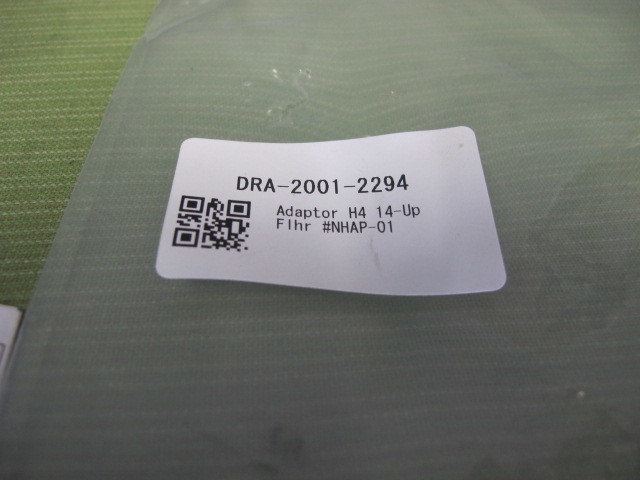 DRA-2001-2294
Adaptor H4 14-Up
Flhr #NHAP-01